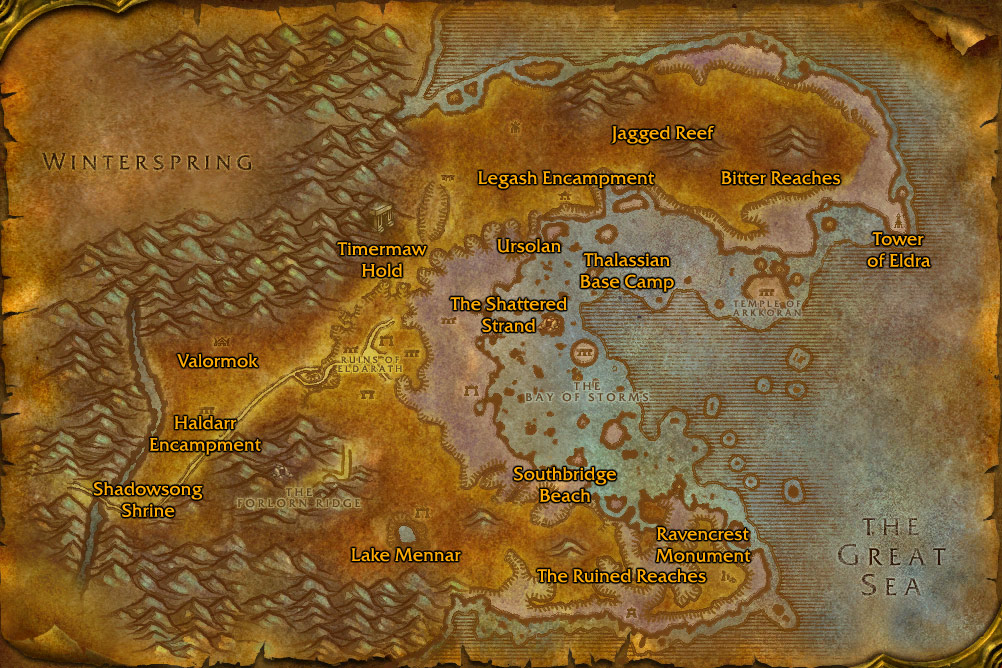 Jagged Reef
WINTERSPRING
Legash Encampment
Bitter Reaches
Timermaw
Hold
Ursolan
Thalassian
Base Camp
Tower
of Eldra
The Shattered
Strand
TEMPLE OF
ARKKORAN
Valormok
RUINS OF
ELDARATH
THE
BAY OF STORMS
Haldarr
Encampment
Shadowsong
Shrine
THE
FORLORN RIDGE
Southbridge
Beach
Lake Mennar
Ravencrest
Monument
The Ruined Reaches
THE
GREAT
SEA